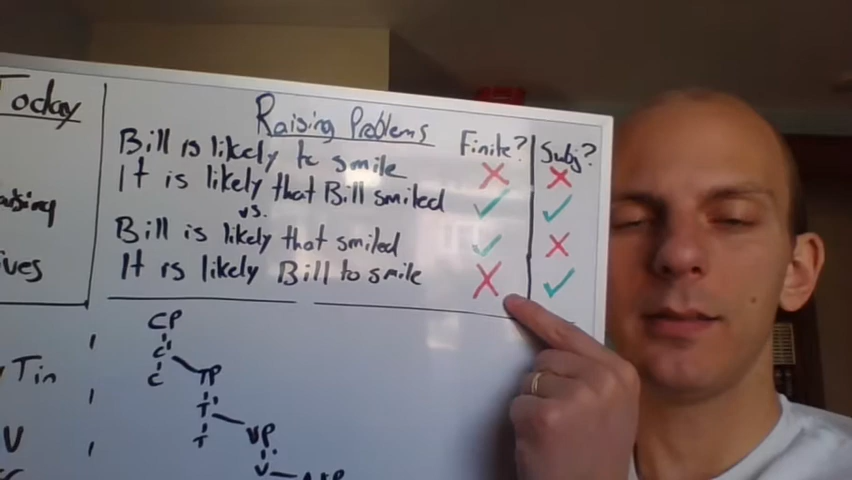 Today
Raising Problems
Finite? Subj?
Bill is likely to smile
It is likely that Bill smiled
vs.
Bill is likely that smiled
It is likely Bill to smile
CP
C'
C TP
T'
T VP
V
Tin
V